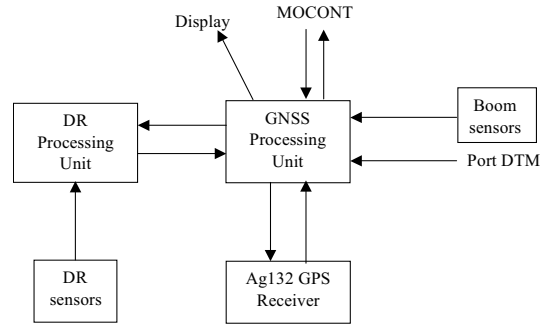 Display
MOCONT
DR
Processing
Unit
GNSS
Processing
Unit
Boom
sensors
Port DTM
DR
sensors
Ag132 GPS
Receiver